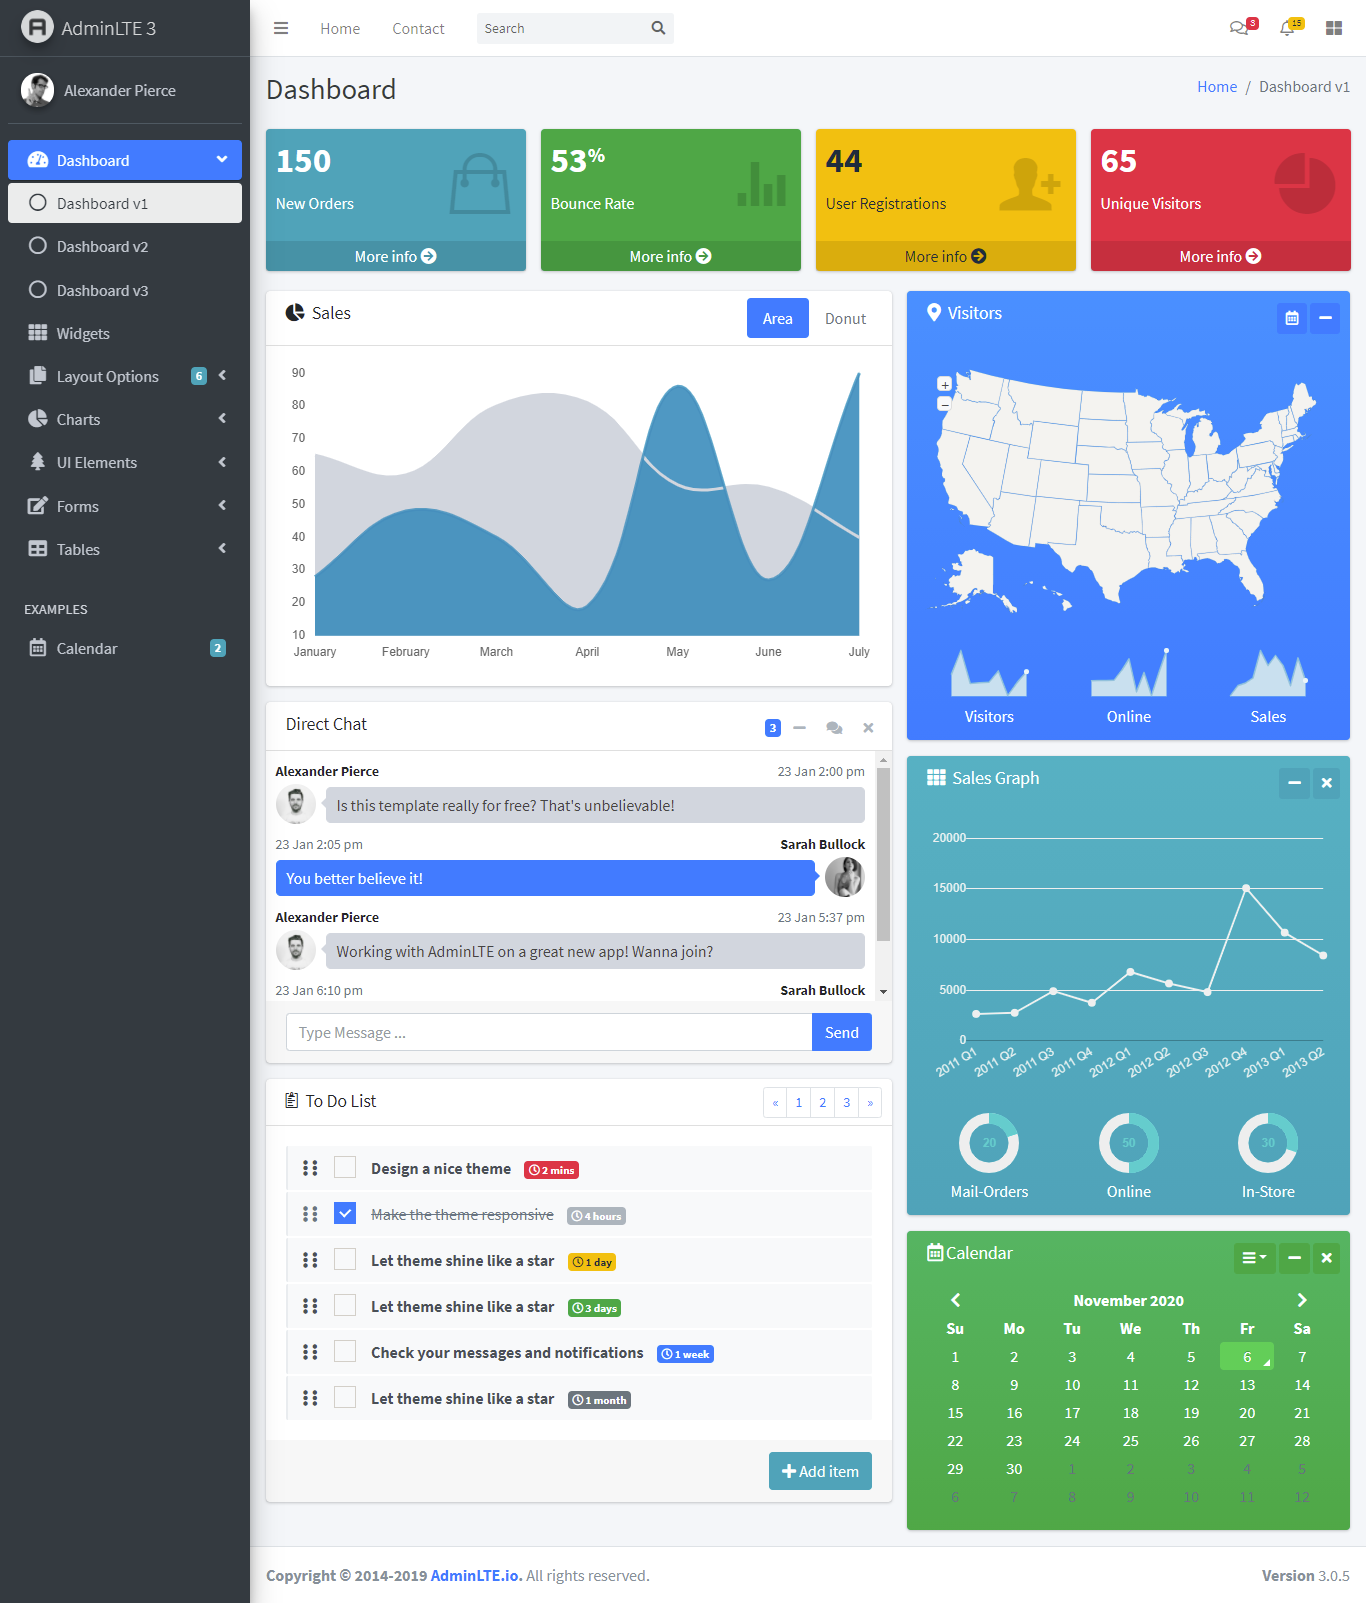 AdminLTE 3
Home
Contact
Search
3
15
Alexander Pierce
Dashboard
Home / Dashboard v1
Dashboard
Dashboard v1
Dashboard v2
Dashboard v3
Widgets
Layout Options 6
Charts
UI Elements
Forms
Tables
EXAMPLES
Calendar 2
150
New Orders
More info
53%
Bounce Rate
More info
44
User Registrations
More info
65
Unique Visitors
More info
Sales
Area
Donut
90
80
70
60
50
40
30
20
10
January February March April May June July
Direct Chat
3
Alexander Pierce 23 Jan 2:00 pm
Is this template really for free? That's unbelievable!
23 Jan 2:05 pm Sarah Bullock
You better believe it!
Alexander Pierce 23 Jan 5:37 pm
Working with AdminLTE on a great new app! Wanna join?
23 Jan 6:10 pm Sarah Bullock
Type Message ... Send
To Do List
« 1 2 3 »
Design a nice theme 2 mins
Make the theme responsive 4 hours
Let theme shine like a star 1 day
Let theme shine like a star 3 days
Check your messages and notifications 1 week
Let theme shine like a star 1 month
+ Add item
Visitors
+
−
Visitors Online Sales
Sales Graph
20000
15000
10000
5000
0
2011 Q1 2011 Q2 2011 Q3 2011 Q4 2012 Q1 2012 Q2 2012 Q3 2012 Q4 2013 Q1 2013 Q2
20 50 30
Mail-Orders Online In-Store
Calendar
November 2020
Su Mo Tu We Th Fr Sa
1 2 3 4 5 6 7
8 9 10 11 12 13 14
15 16 17 18 19 20 21
22 23 24 25 26 27 28
29 30 1 2 3 4 5
6 7 8 9 10 11 12
Copyright © 2014-2019 AdminLTE.io. All rights reserved.
Version 3.0.5